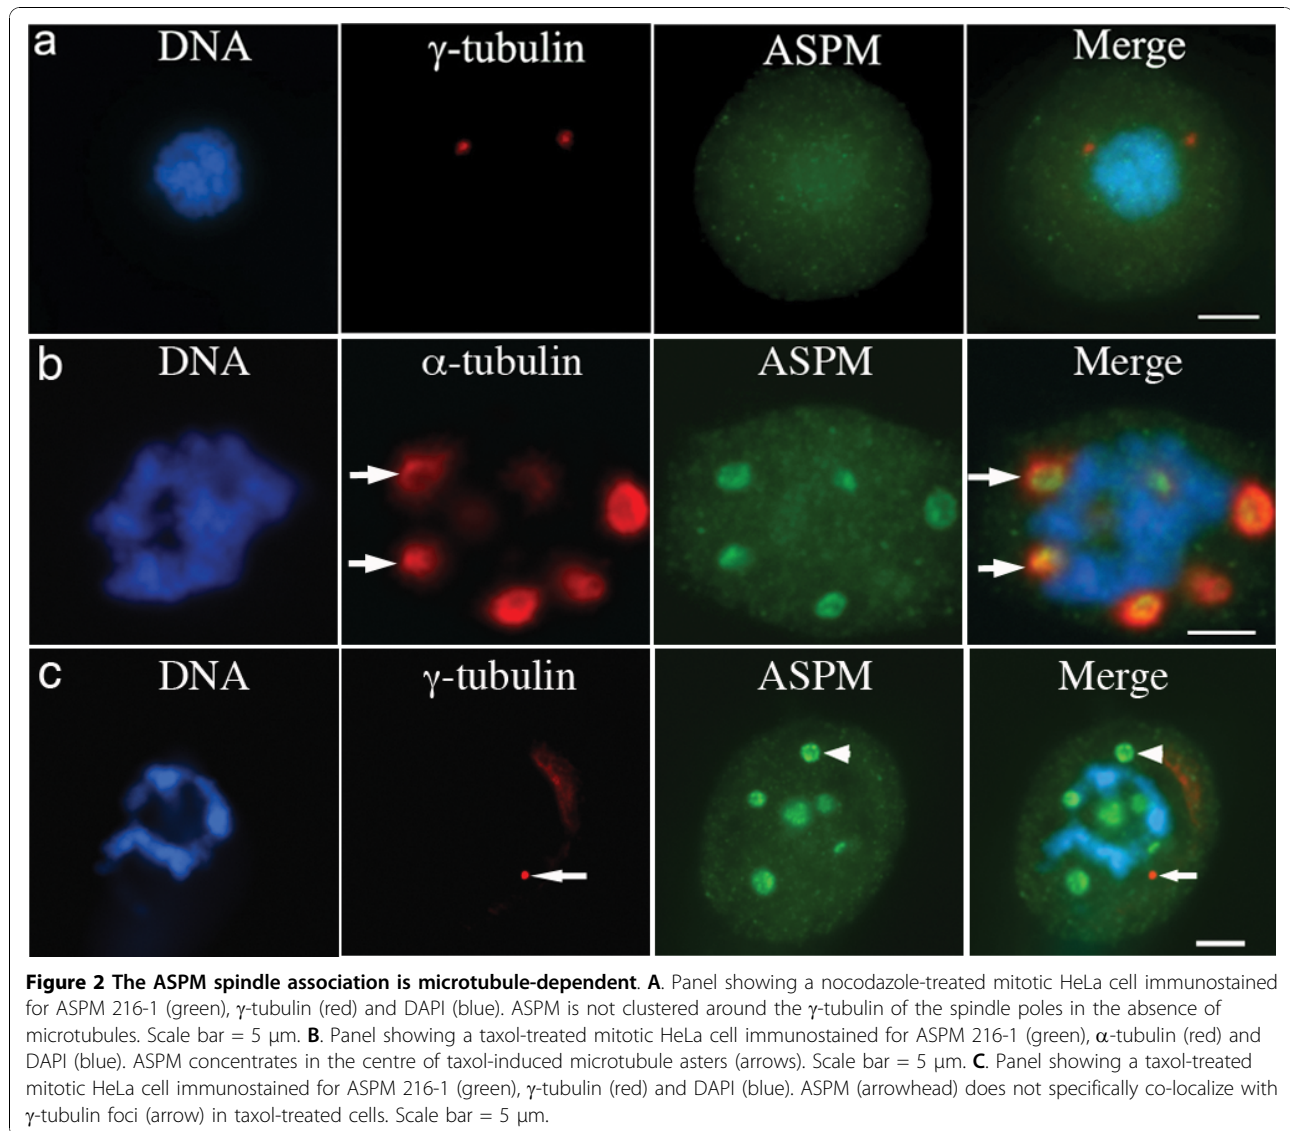 a DNA γ-tubulin ASPM Merge
b DNA α-tubulin ASPM Merge
c DNA γ-tubulin ASPM Merge
Figure 2 The ASPM spindle association is microtubule-dependent. A. Panel showing a nocodazole-treated mitotic HeLa cell immunostained
for ASPM 216-1 (green), γ-tubulin (red) and DAPI (blue). ASPM is not clustered around the γ-tubulin of the spindle poles in the absence of
microtubules. Scale bar = 5 μm. B. Panel showing a taxol-treated mitotic HeLa cell immunostained for ASPM 216-1 (green), α-tubulin (red) and
DAPI (blue). ASPM concentrates in the centre of taxol-induced microtubule asters (arrows). Scale bar = 5 μm. C. Panel showing a taxol-treated
mitotic HeLa cell immunostained for ASPM 216-1 (green), γ-tubulin (red) and DAPI (blue). ASPM (arrowhead) does not specifically co-localize with
γ-tubulin foci (arrow) in taxol-treated cells. Scale bar = 5 μm.